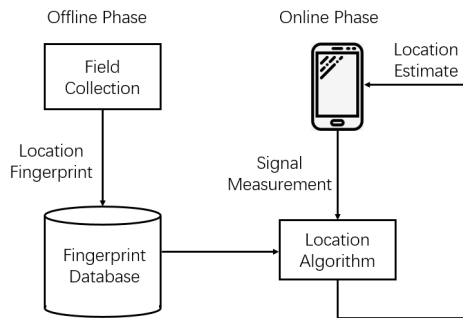 Offline Phase
Online Phase
Field
Collection
Location
Estimate
Location
Fingerprint
Signal
Measurement
Fingerprint
Database
Location
Algorithm